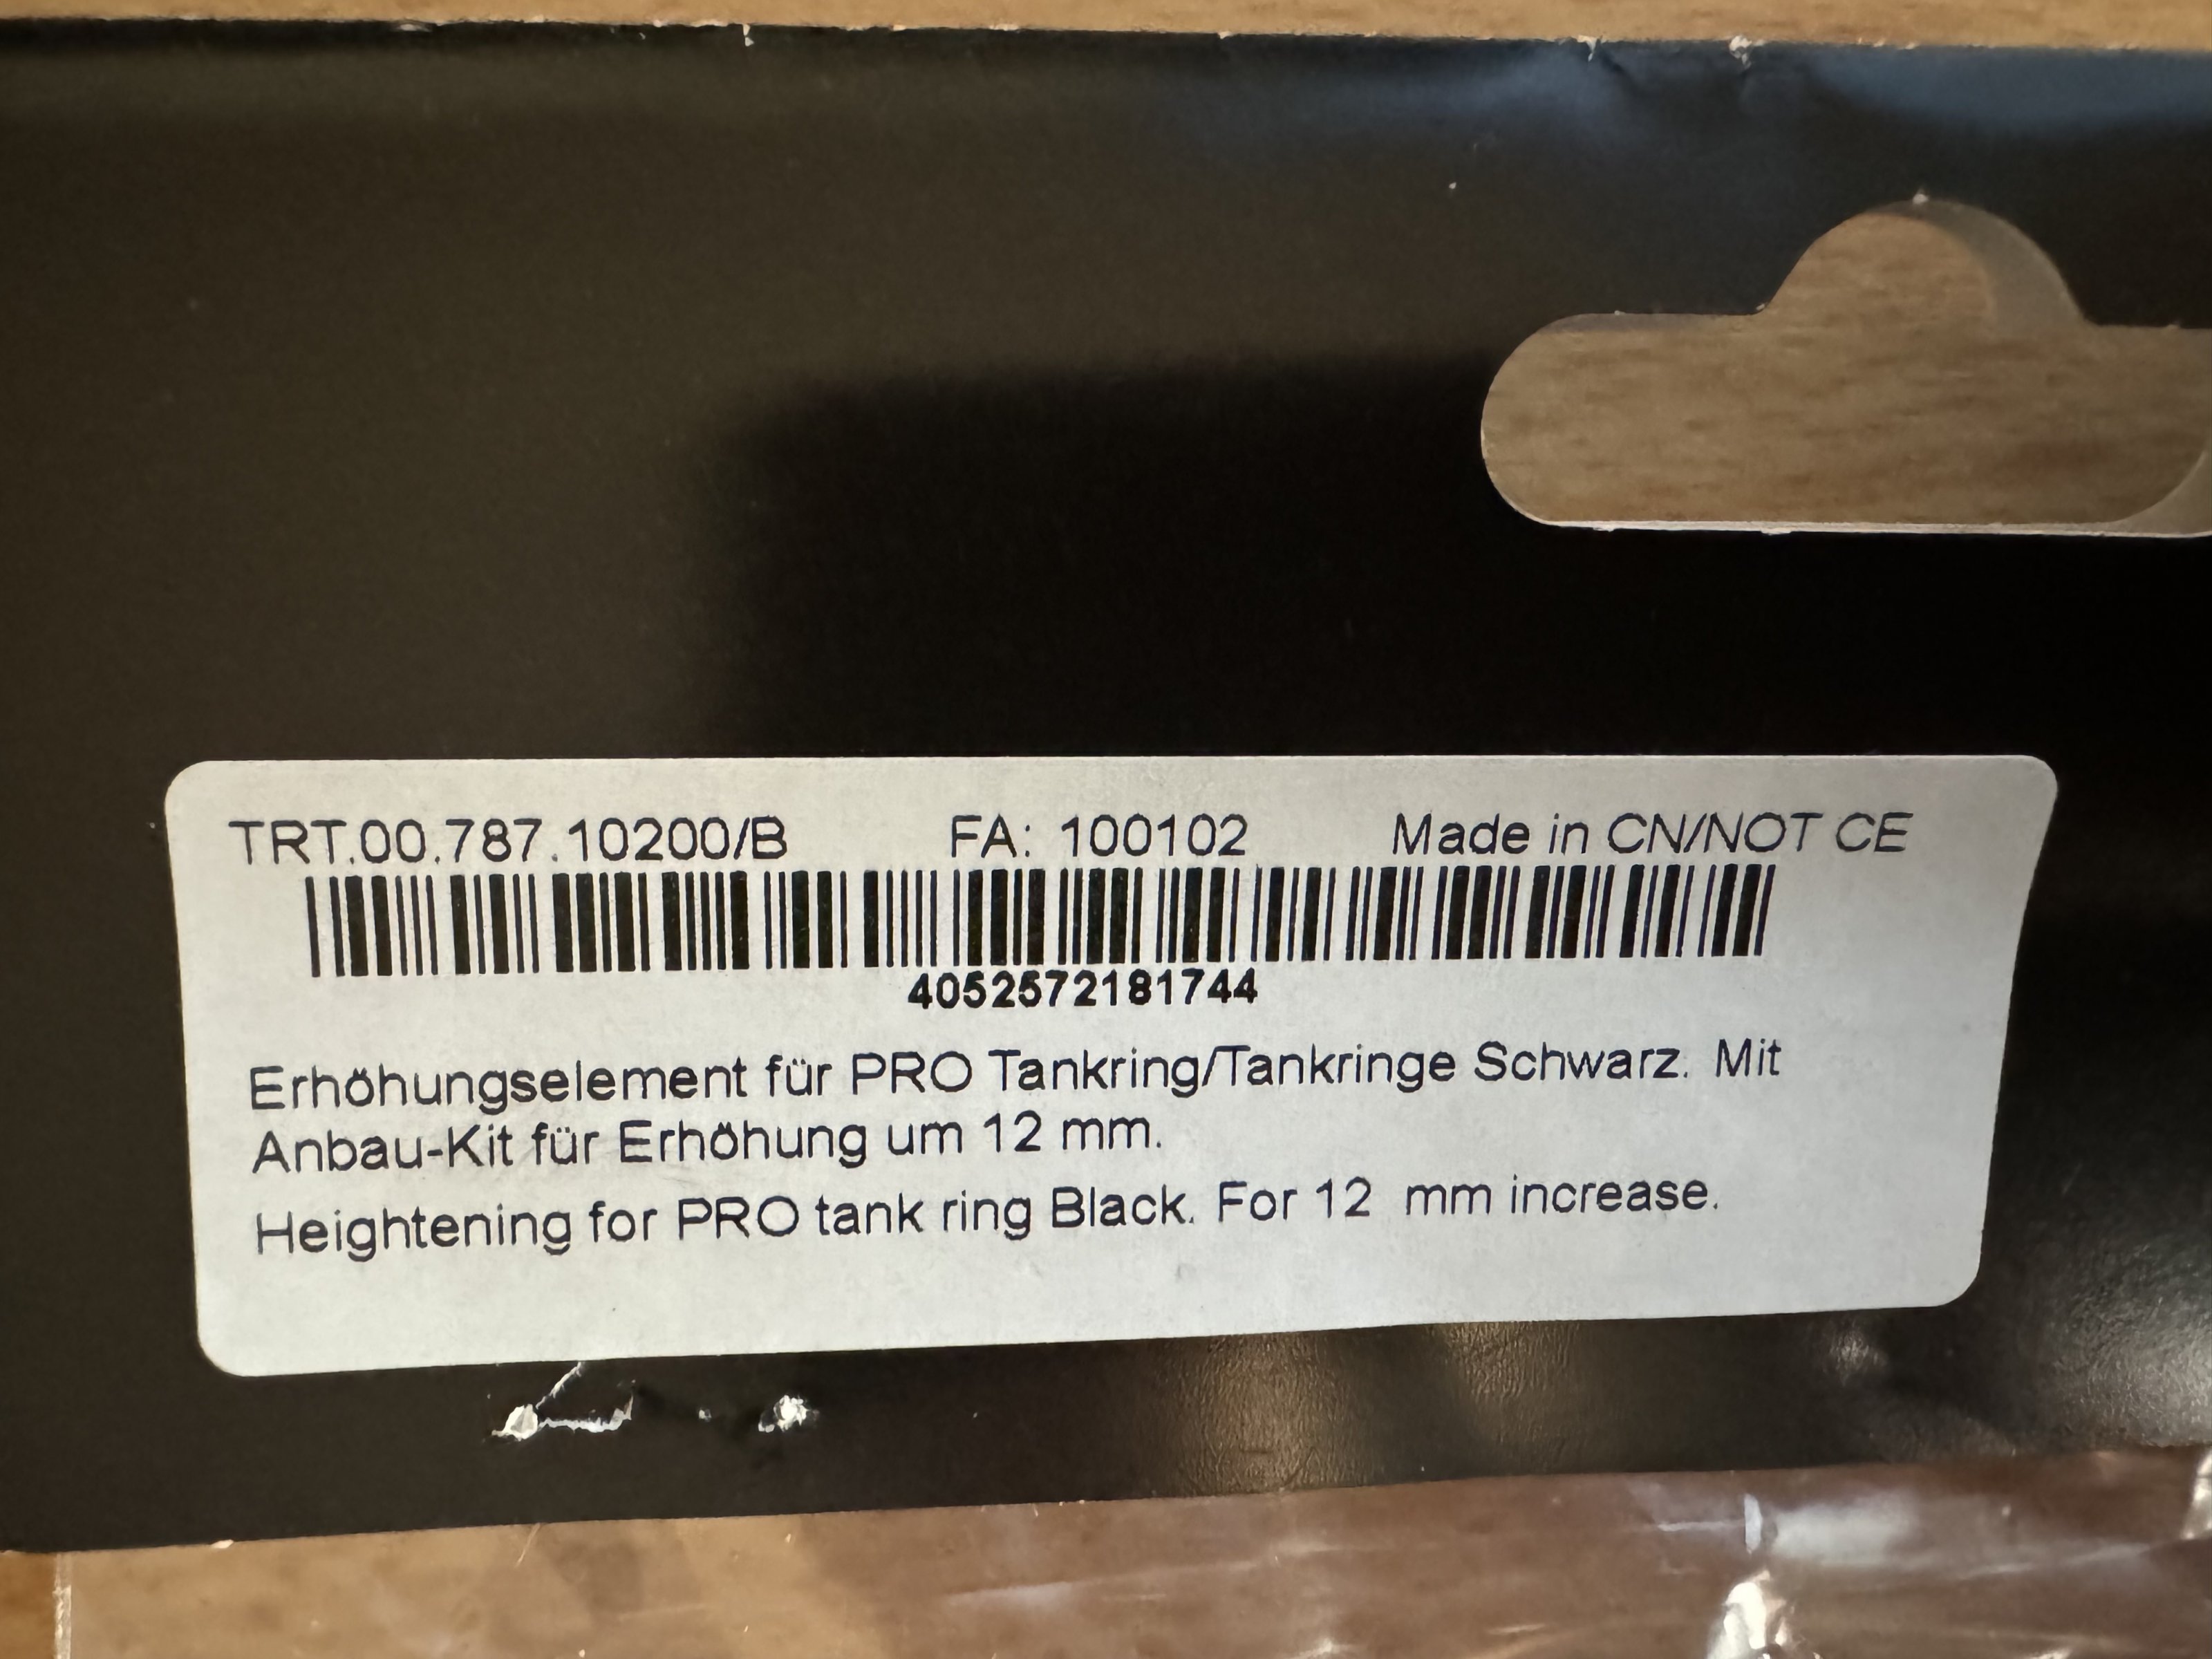 TRT.00.787.10200/B FA: 100102 Made in CN/NOT CE
4052572181744
Erhöhungselement für PRO Tankring/Tankringe Schwarz. Mit
Anbau-Kit für Erhöhung um 12 mm.
Heightening for PRO tank ring Black. For 12 mm increase.